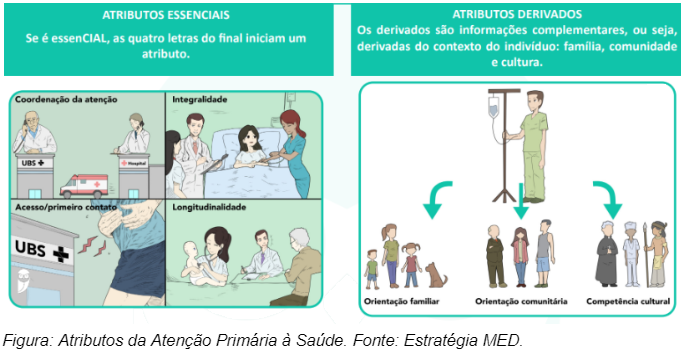 ATRIBUTOS ESSENCIAIS
Se é essenCIAL, as quatro letras do final iniciam um
atributo.
Coordenação da atenção
Integralidade
UBS
Hospital
Acesso/primeiro contato
Longitudinalidade
UBS
ATRIBUTOS DERIVADOS
Os derivados são informações complementares, ou seja,
derivadas do contexto do indivíduo: família, comunidade
e cultura.
Orientação familiar
Orientação comunitária
Competência cultural
Figura: Atributos da Atenção Primária à Saúde. Fonte: Estratégia MED.